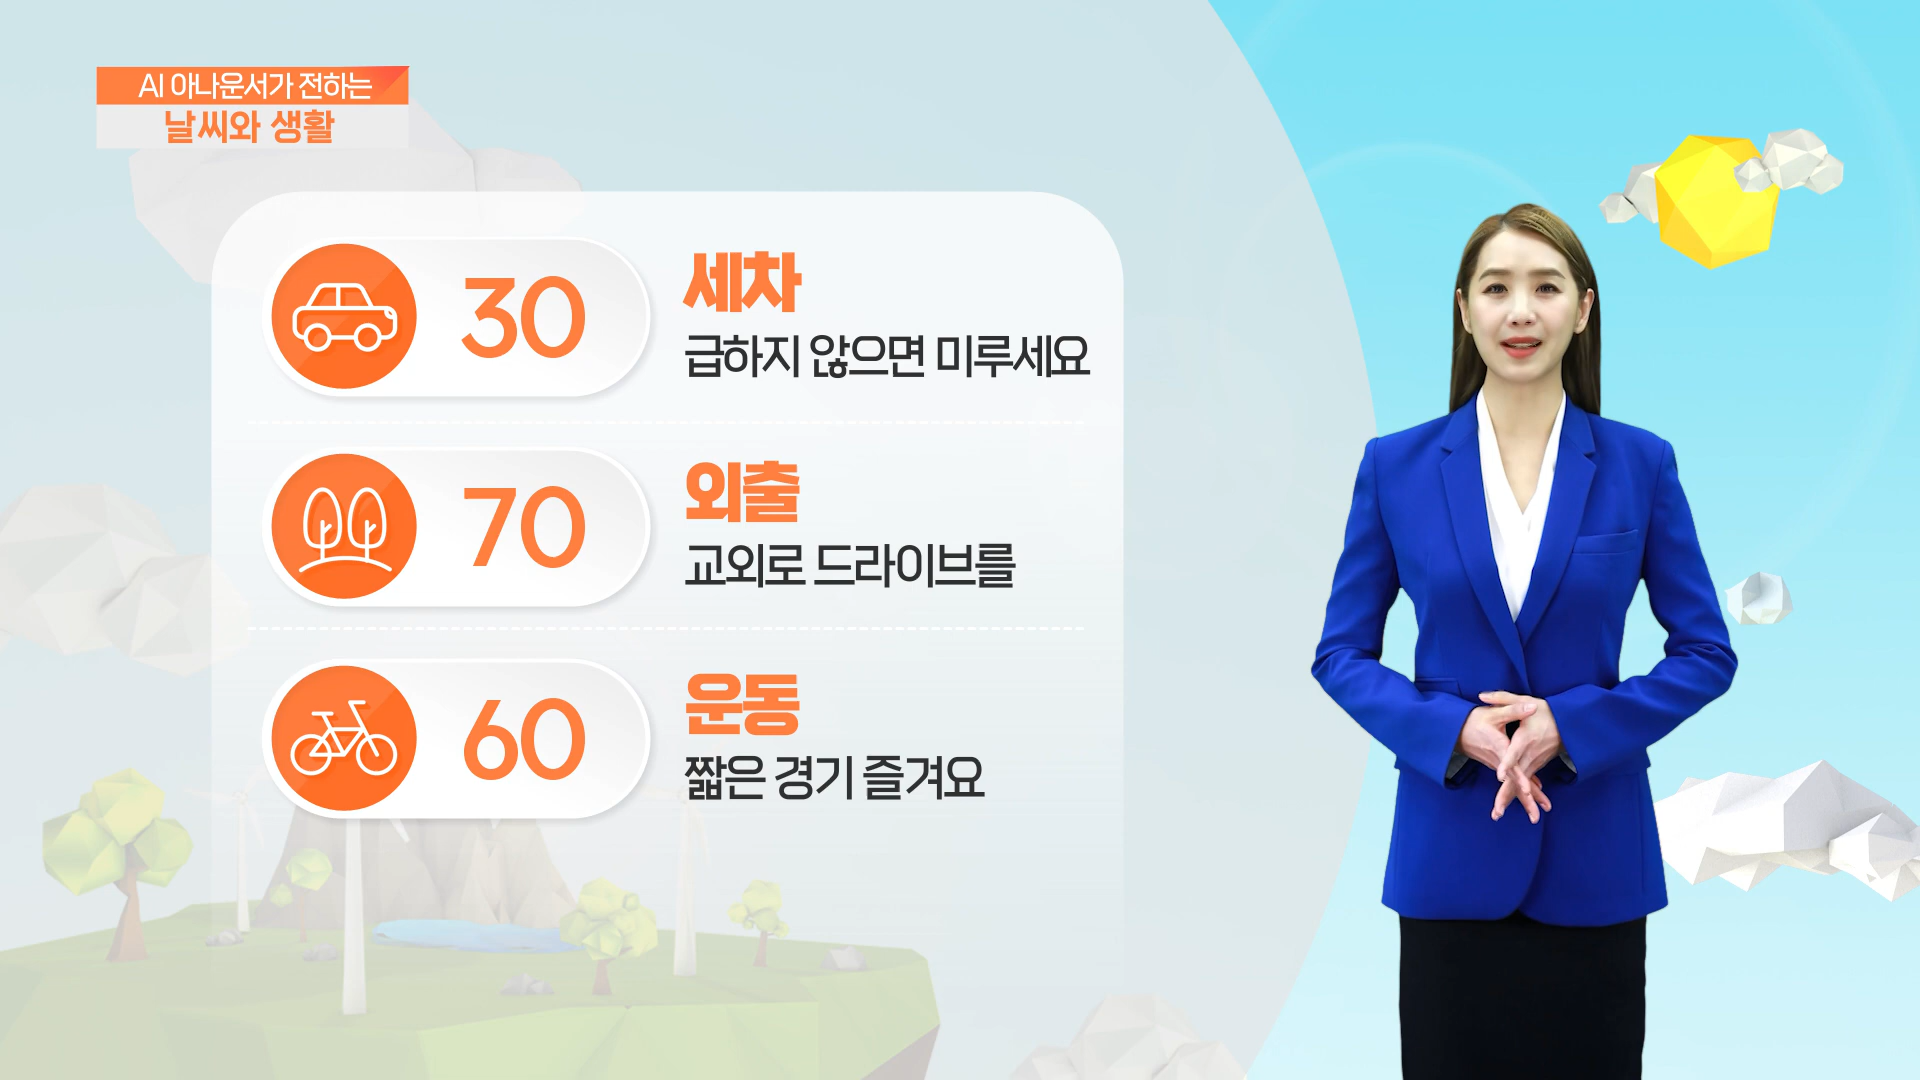 AI 아나운서가 전하는
날씨와 생활
30
세차
급하지 않으면 미루세요
70
외출
교외로 드라이브를
60
운동
짧은 경기 즐겨요